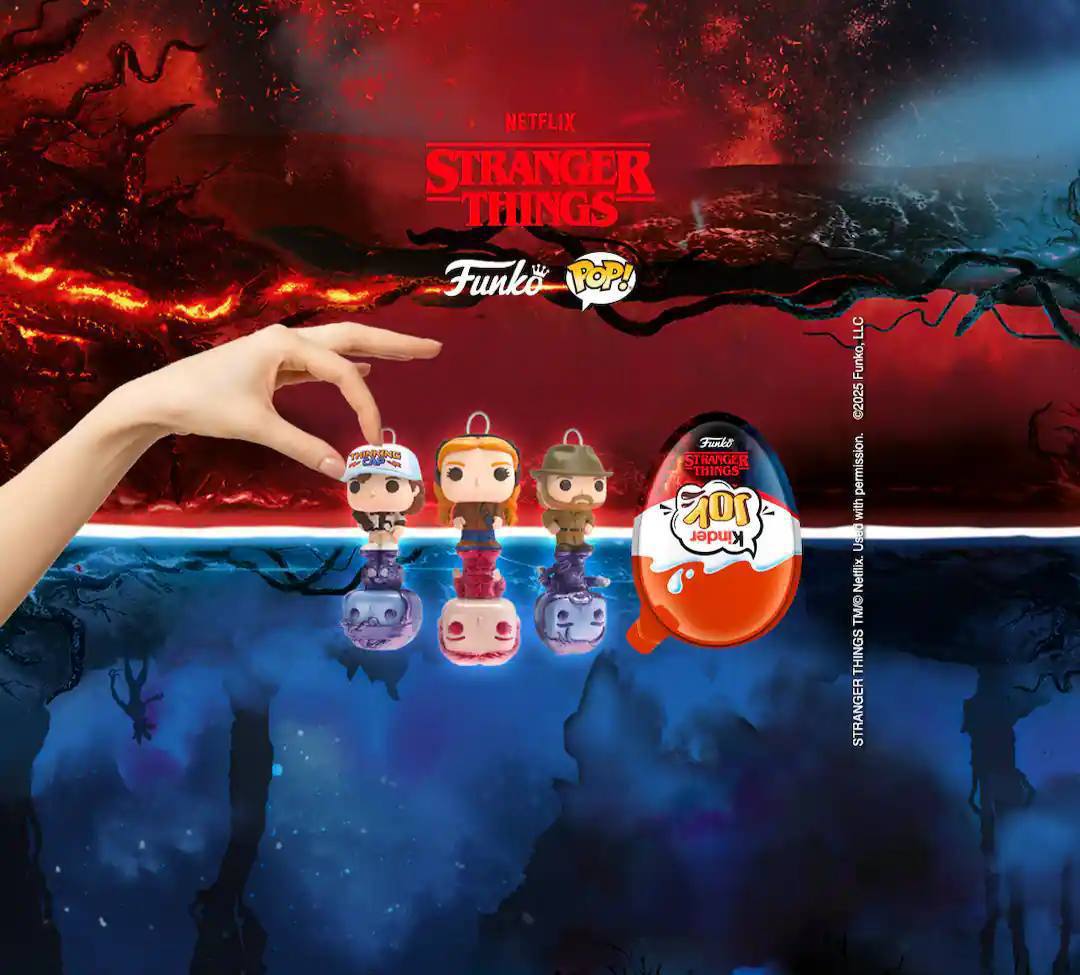 NETFLIX
STRANGER
THINGS
Funko
POP!
THINKING
CAP
Funko
STRANGER
THINGS
Kinder
JOY
STRANGER THINGS TM/© Netflix. Used with permission. ©2025 Funko, LLC